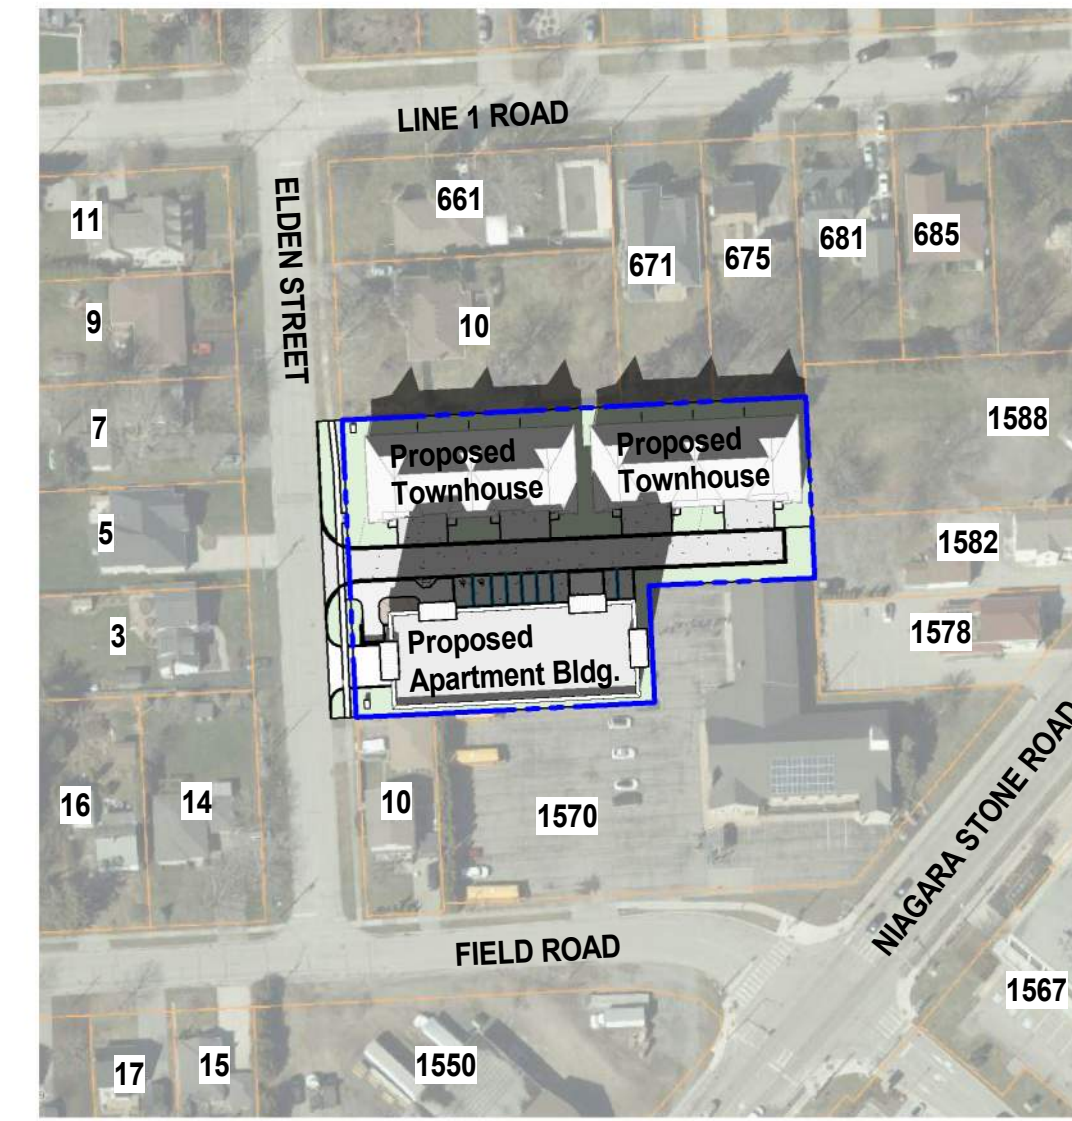 LINE 1 ROAD
ELDEN STREET
11
661
671
675
681
685
9
10
7
1588
Proposed
Townhouse
Proposed
Townhouse
5
1582
3
1578
Proposed
Apartment Bldg.
16
14
10
1570
NIAGARA STONE ROAD
FIELD ROAD
1567
17
15
1550